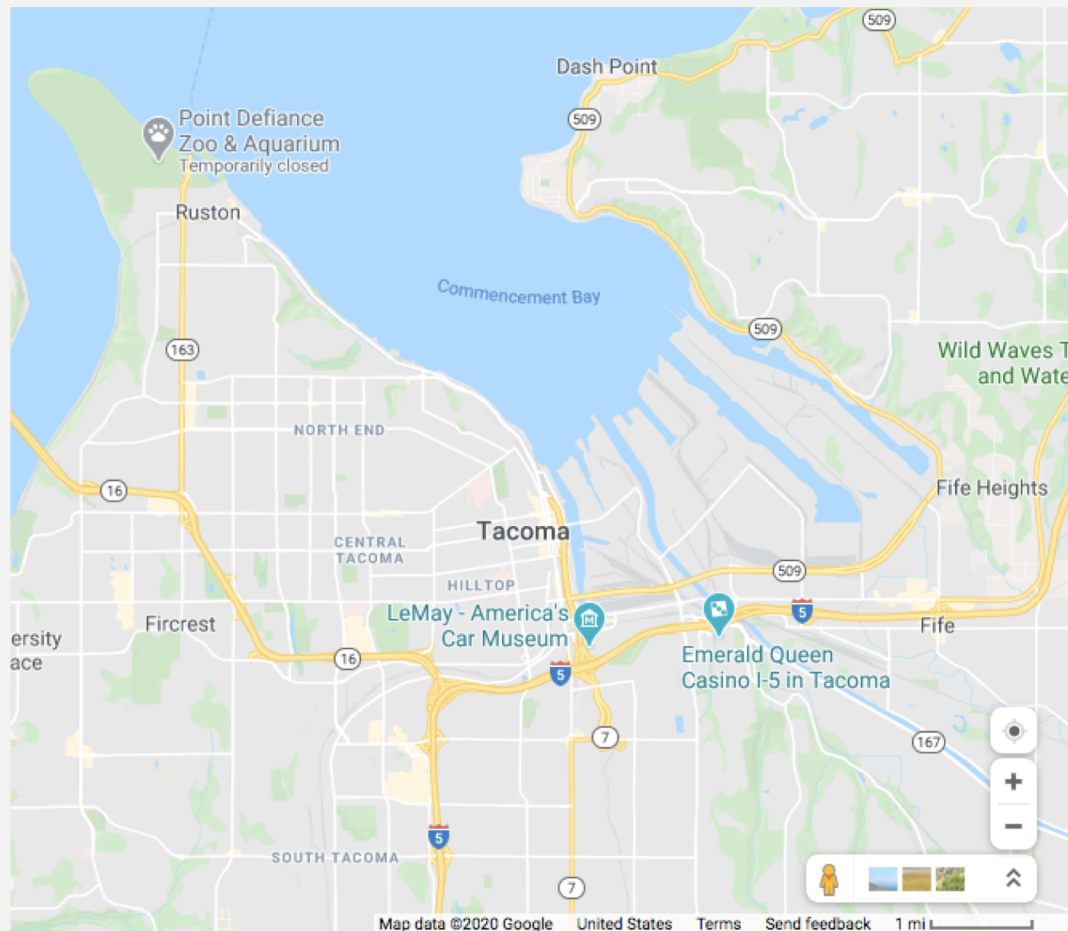 509
Dash Point
509
Point Defiance
Zoo & Aquarium
Temporarily closed
Ruston
Commencement Bay
509
163
Wild Waves T
and Wate
NORTH END
16
Fife Heights
Tacoma
CENTRAL
TACOMA
509
HILLTOP
LeMay - America's
Car Museum
5
Fircrest
Fife
ersity
ace
16
Emerald Queen
Casino I-5 in Tacoma
5
7
167
5
SOUTH TACOMA
7
Map data ©2020 Google United States Terms Send feedback 1 mi